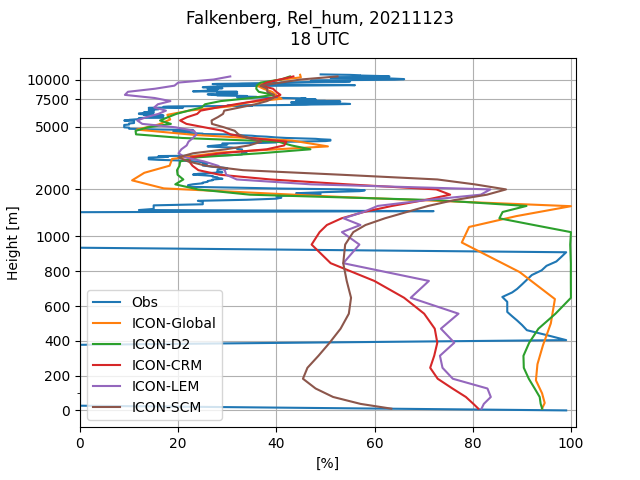 Falkenberg, Rel_hum, 20211123
18 UTC
Height [m]
10000
7500
5000
2000
1000
800
600
400
200
0
Obs
ICON-Global
ICON-D2
ICON-CRM
ICON-LEM
ICON-SCM
0 20 40 60 80 100
[%]